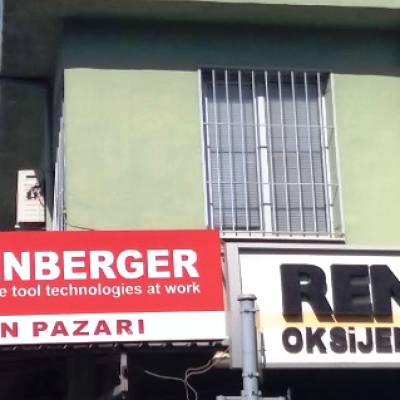 NBERGER
e tool technologies at work
N PAZARI
REN
OKSiJE